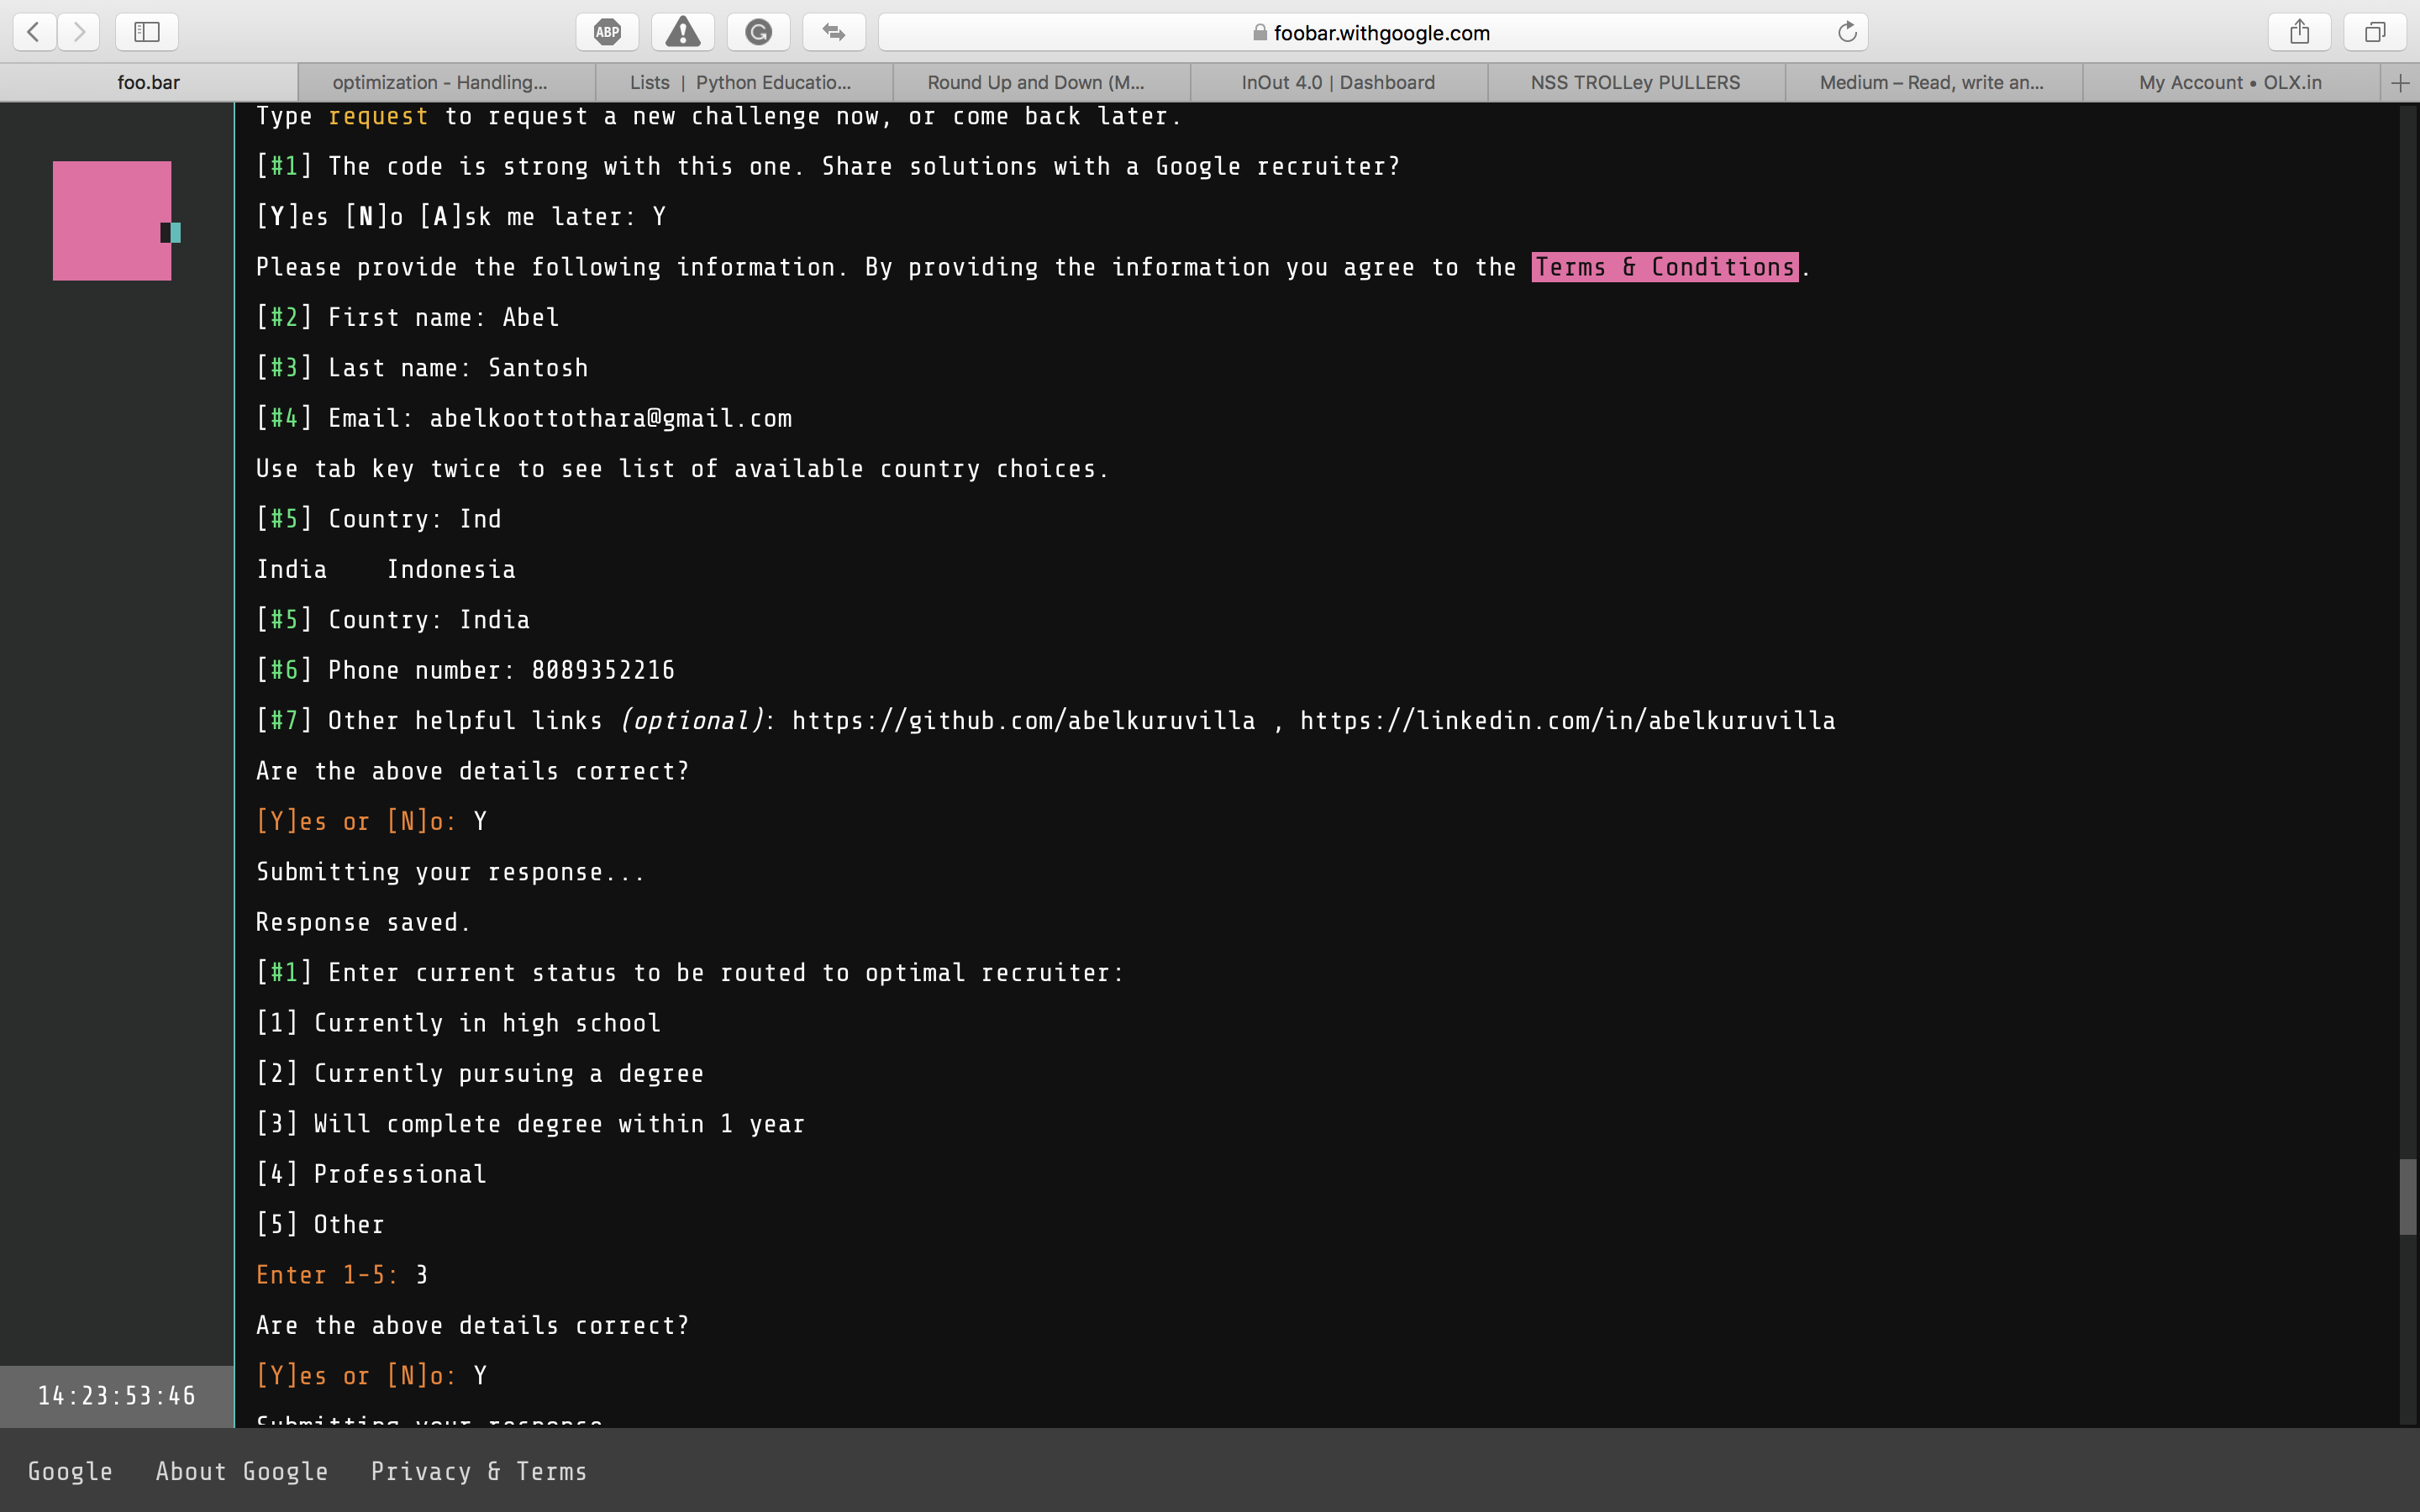 ABP
foobar.withgoogle.com
foo.bar
optimization - Handling...
Lists | Python Educatio...
Round Up and Down (M...
InOut 4.0 | Dashboard
NSS TROLLey PULLERS
Medium – Read, write an...
My Account • OLX.in
Type request to request a new challenge now, or come back later.
[#1] The code is strong with this one. Share solutions with a Google recruiter?
[Y]es [N]o [A]sk me later: Y
Please provide the following information. By providing the information you agree to the Terms & Conditions.
[#2] First name: Abel
[#3] Last name: Santosh
[#4] Email: abelkoottothara@gmail.com
Use tab key twice to see list of available country choices.
[#5] Country: Ind
India    Indonesia
[#5] Country: India
[#6] Phone number: 8089352216
[#7] Other helpful links (optional): https://github.com/abelkuruvilla , https://linkedin.com/in/abelkuruvilla
Are the above details correct?
[Y]es or [N]o: Y
Submitting your response...
Response saved.
[#1] Enter current status to be routed to optimal recruiter:
[1] Currently in high school
[2] Currently pursuing a degree
[3] Will complete degree within 1 year
[4] Professional
[5] Other
Enter 1-5: 3
Are the above details correct?
[Y]es or [N]o: Y
Submitting your response
14:23:53:46
Google   About Google   Privacy & Terms